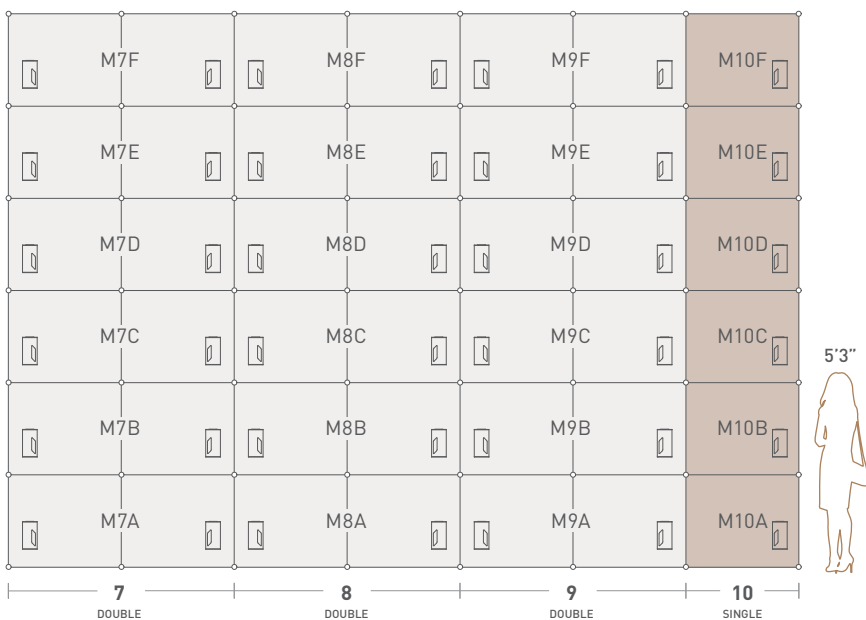 M7F M8F M9F M10F
M7E M8E M9E M10E
M7D M8D M9D M10D
M7C M8C M9C M10C
5'3”
M7B M8B M9B M10B
M7A M8A M9A M10A
7 8 9 10
DOUBLE DOUBLE DOUBLE SINGLE